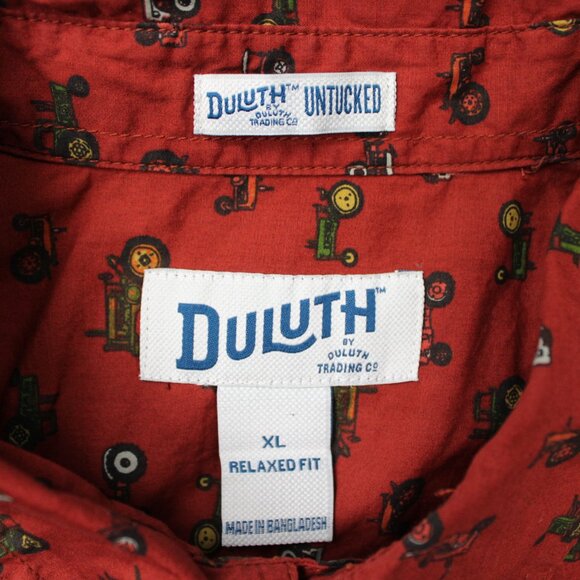 DULUTH™ UNTUCKED
BY
DULUTH
TRADING CO
DULUTH™
BY
DULUTH
TRADING CO
XL
RELAXED FIT
MADE IN BANGLADESH